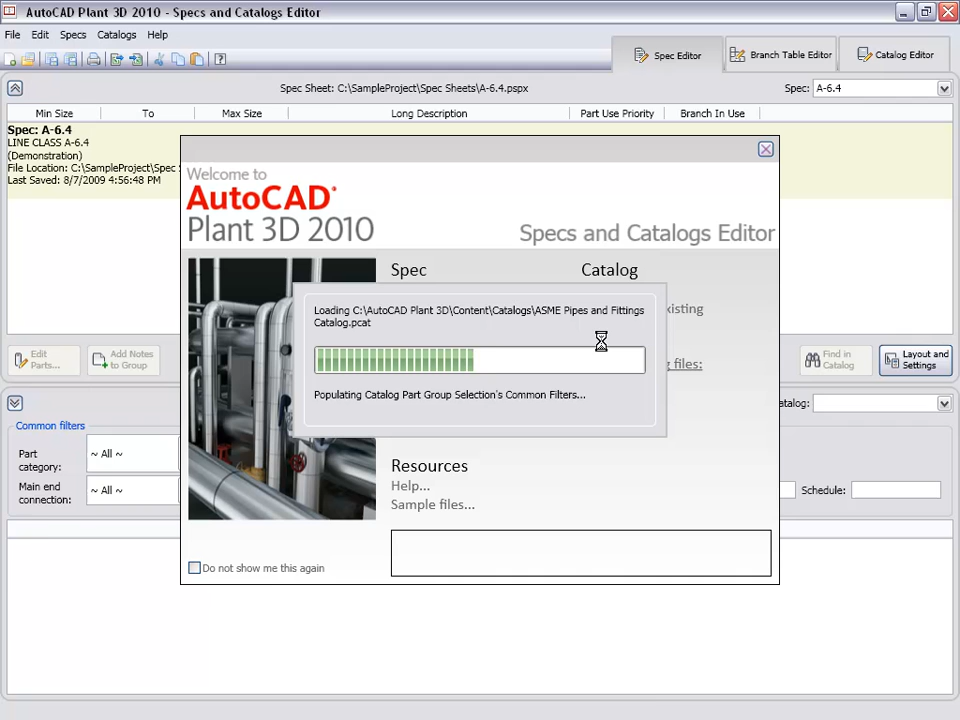 AutoCAD Plant 3D 2010 - Specs and Catalogs Editor
File Edit Specs Catalogs Help
Spec Editor
Branch Table Editor
Catalog Editor
Spec Sheet: C:\SampleProject\Spec Sheets\A-6.4.pspx
Spec: A-6.4
Min Size To Max Size Long Description Part Use Priority Branch In Use
Spec: A-6.4
LINE CLASS A-6.4
(Demonstration)
File Location: C:\SampleProject\Spec S
Last Saved: 8/7/2009 4:56:48 PM
Welcome to
AutoCAD®
Plant 3D 2010
Specs and Catalogs Editor
Spec Catalog
xisting
Loading C:\AutoCAD Plant 3D\Content\Catalogs\ASME Pipes and Fittings
Catalog.pcat
files:
Populating Catalog Part Group Selection's Common Filters...
Edit
Parts...
Add Notes
to Group
Find in
Catalog
Layout and
Settings
atalog:
Common filters
Part
category:
~ All ~
Main end
connection:
~ All ~
Schedule:
Resources
Help...
Sample files...
Do not show me this again